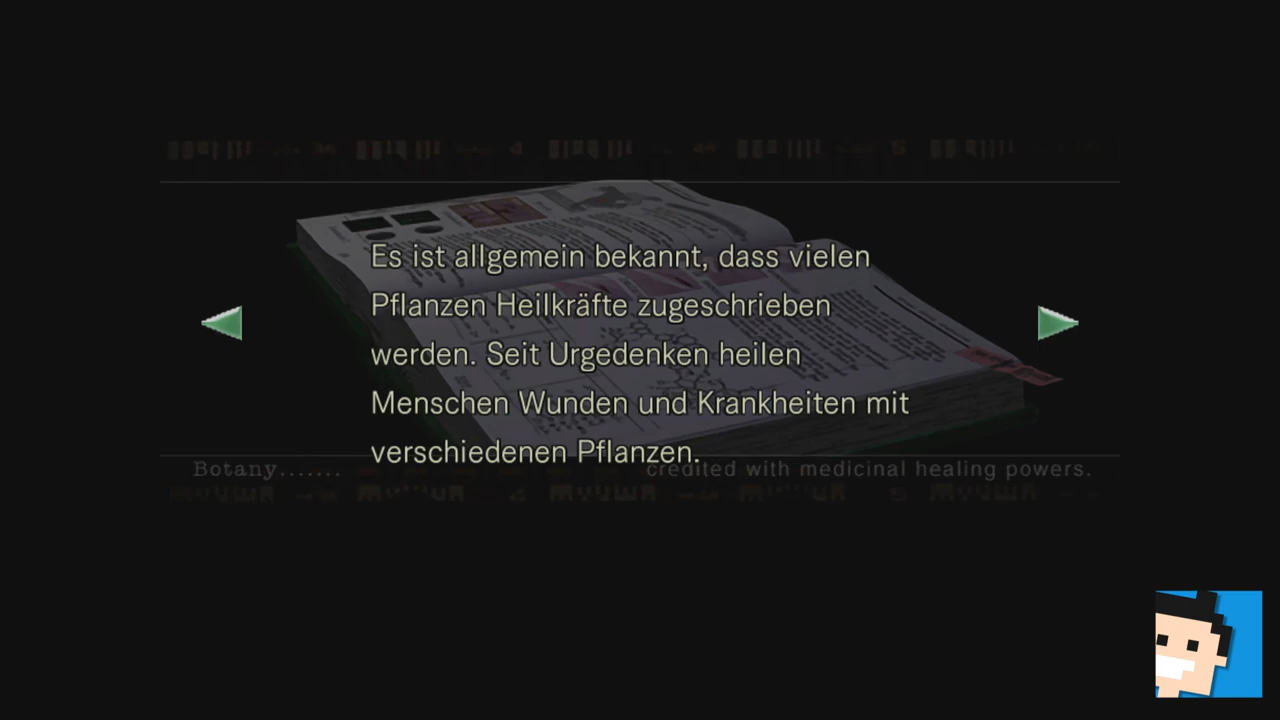 Es ist allgemein bekannt, dass vielen
Pflanzen Heilkräfte zugeschrieben
werden. Seit Urgedenken heilen
Menschen Wunden und Krankheiten mit
verschiedenen Pflanzen.
Botany....... credited with medicinal healing powers.